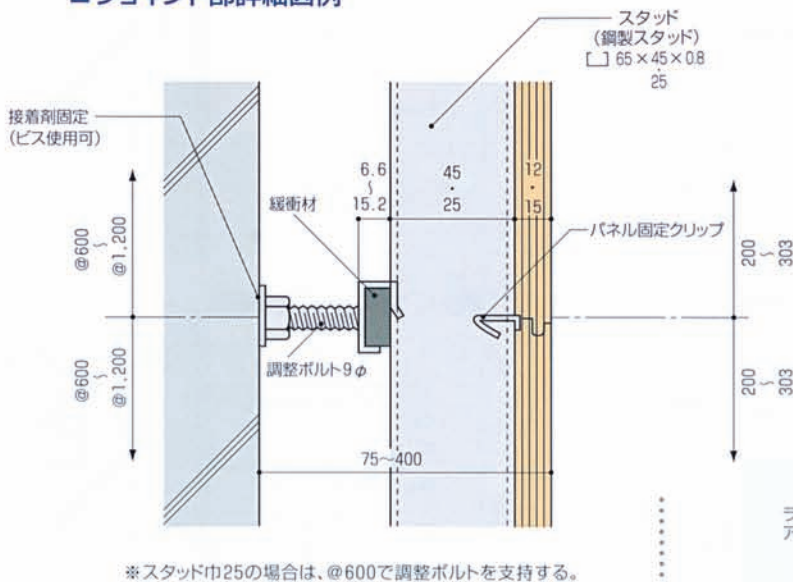 スタッド
(鋼製スタッド)
[ ] 65×45×0.8
・
25
接着剤固定
(ビス使用可)
6.6
〜
15.2
45
・
25
12
・
15
緩衝材
パネル固定クリップ
@600〜
@1,200
200〜303
調整ボルト9φ
@600〜
@1,200
200〜303
75〜400
※スタッド巾25の場合は、@600で調整ボルトを支持する。